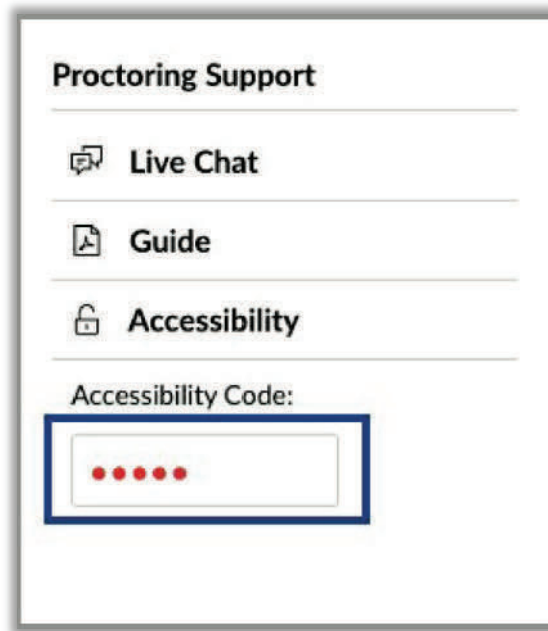 Proctoring Support
Live Chat
Guide
Accessibility
Accessibility Code:
●●●●●